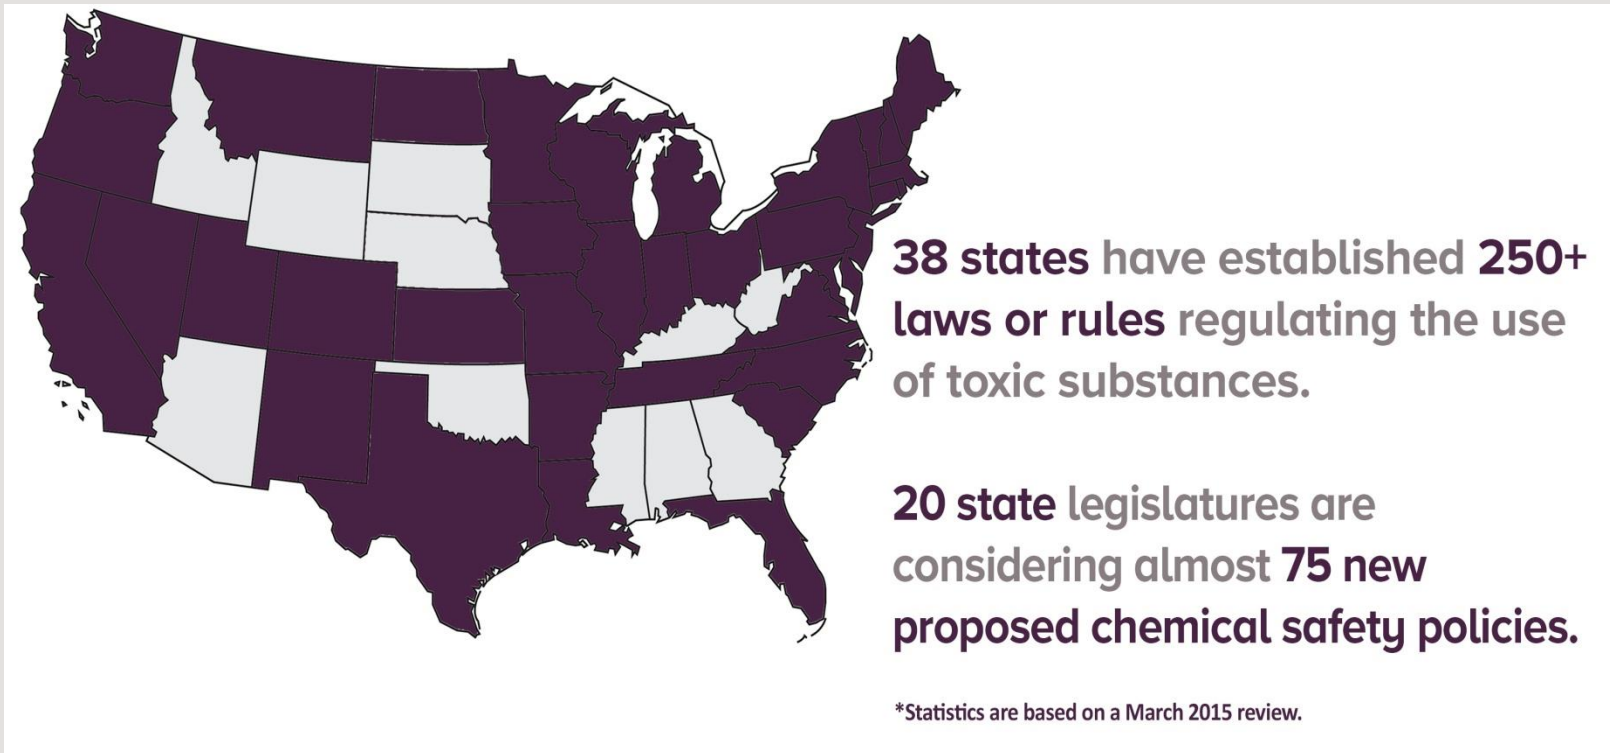 38 states have established 250+
laws or rules regulating the use
of toxic substances.
20 state legislatures are
considering almost 75 new
proposed chemical safety policies.
*Statistics are based on a March 2015 review.